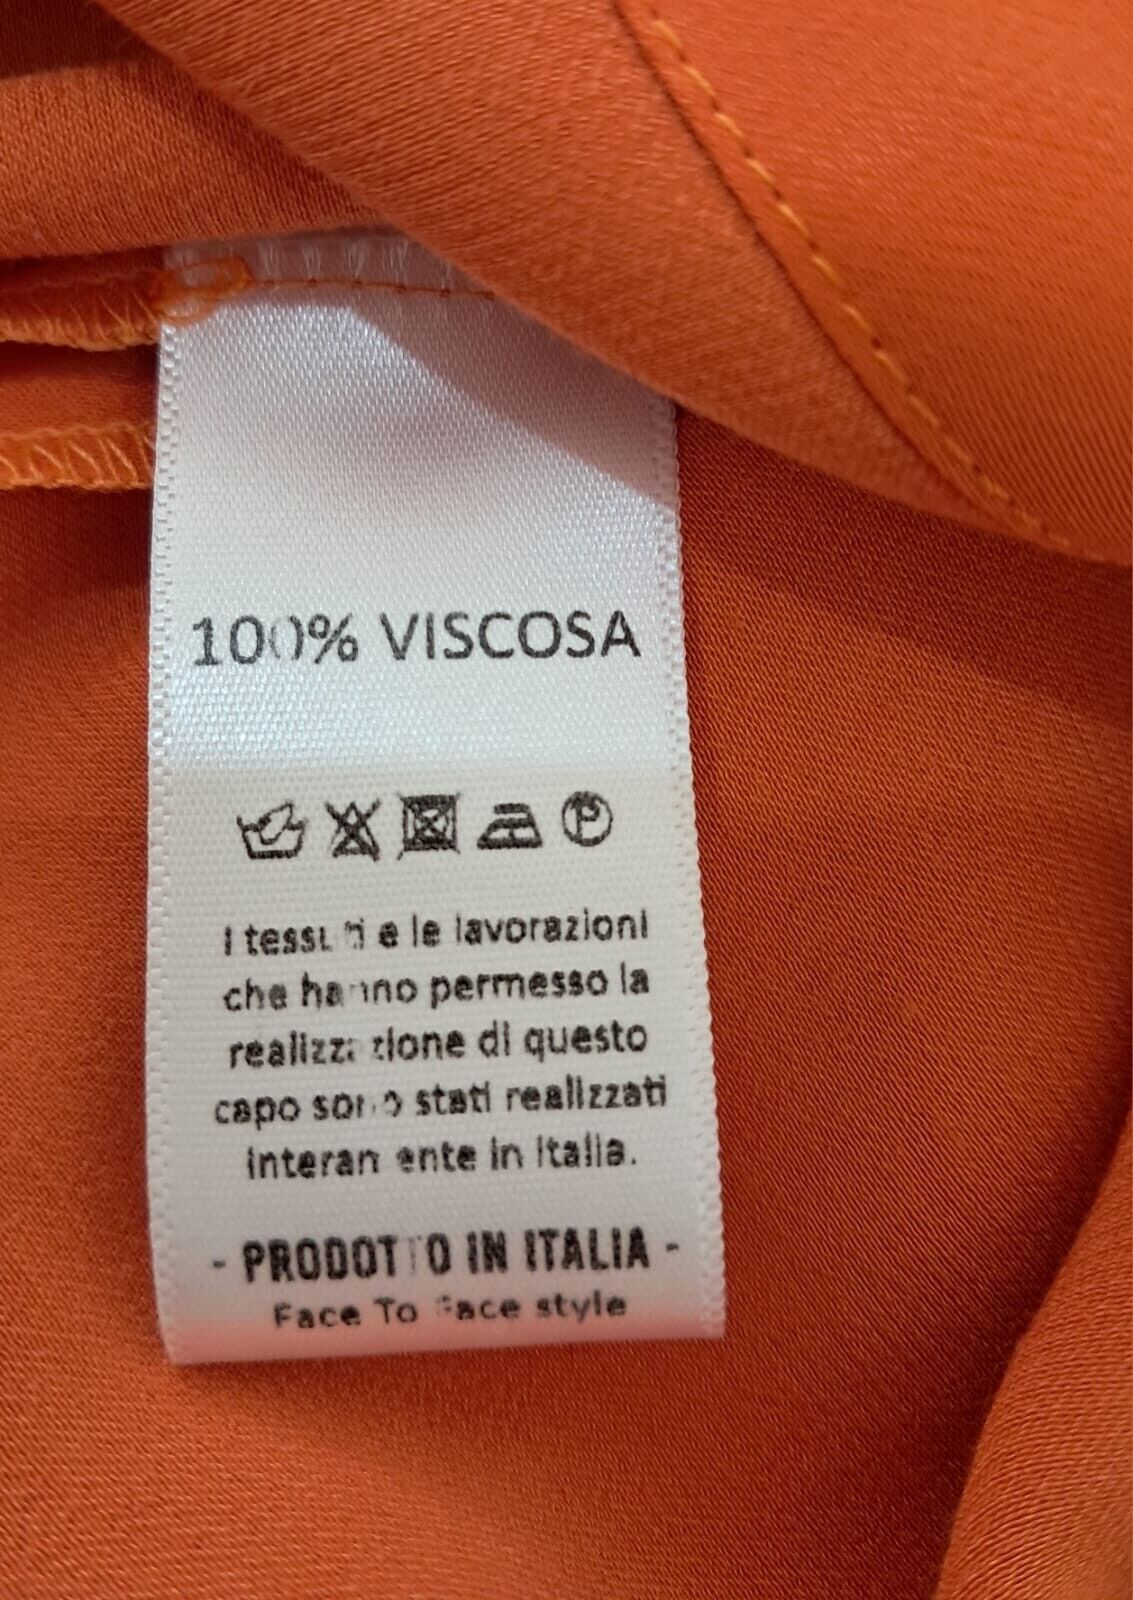 100% VISCOSA
I tessuti e le lavorazioni
che hanno permesso la
realizzazione di questo
capo sono stati realizzati
interamente in Italia.
- PRODOTTO IN ITALIA -
Face To Face style